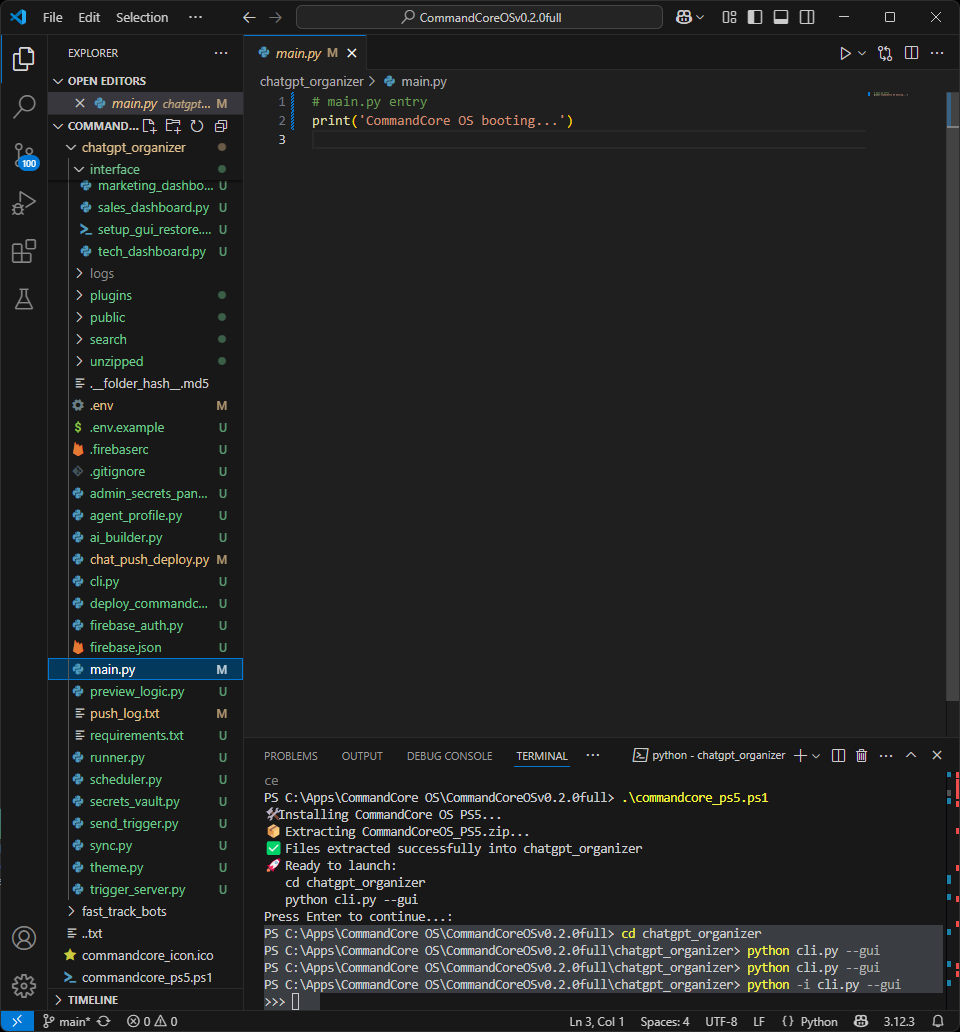 File Edit Selection ··· CommandCoreOSv0.2.0full
EXPLORER ···
OPEN EDITORS
main.py chatgpt... M
COMMAND...
chatgpt_organizer
interface
marketing_dashbo... U
sales_dashboard.py U
setup_gui_restore.... U
tech_dashboard.py U
logs
plugins
public
search
unzipped
.__folder_hash__.md5
.env M
.env.example U
.firebaserc U
.gitignore U
admin_secrets_pan... U
agent_profile.py U
ai_builder.py U
chat_push_deploy.py M
cli.py U
deploy_commandc... U
firebase_auth.py U
firebase.json U
main.py M
preview_logic.py U
push_log.txt M
requirements.txt U
runner.py U
scheduler.py U
secrets_vault.py U
send_trigger.py U
sync.py U
theme.py U
trigger_server.py U
fast_track_bots
..txt
commandcore_icon.ico
commandcore_ps5.ps1
TIMELINE
100
main.py M
chatgpt_organizer > main.py
1 # main.py entry
2 print('CommandCore OS booting...')
3
PROBLEMS OUTPUT DEBUG CONSOLE TERMINAL ··· python - chatgpt_organizer
ce
PS C:\Apps\CommandCore OS\CommandCoreOSv0.2.0full> .\commandcore_ps5.ps1
🛠Installing CommandCore OS PS5...
📦 Extracting CommandCoreOS_PS5.zip...
✅ Files extracted successfully into chatgpt_organizer
🚀 Ready to launch:
cd chatgpt_organizer
python cli.py --gui
Press Enter to continue...:
PS C:\Apps\CommandCore OS\CommandCoreOSv0.2.0full> cd chatgpt_organizer
PS C:\Apps\CommandCore OS\CommandCoreOSv0.2.0full\chatgpt_organizer> python cli.py --gui
PS C:\Apps\CommandCore OS\CommandCoreOSv0.2.0full\chatgpt_organizer> python cli.py --gui
PS C:\Apps\CommandCore OS\CommandCoreOSv0.2.0full\chatgpt_organizer> python -i cli.py --gui
>>>
main* 0 0 Ln 3, Col 1 Spaces: 4 UTF-8 LF {} Python 3.12.3